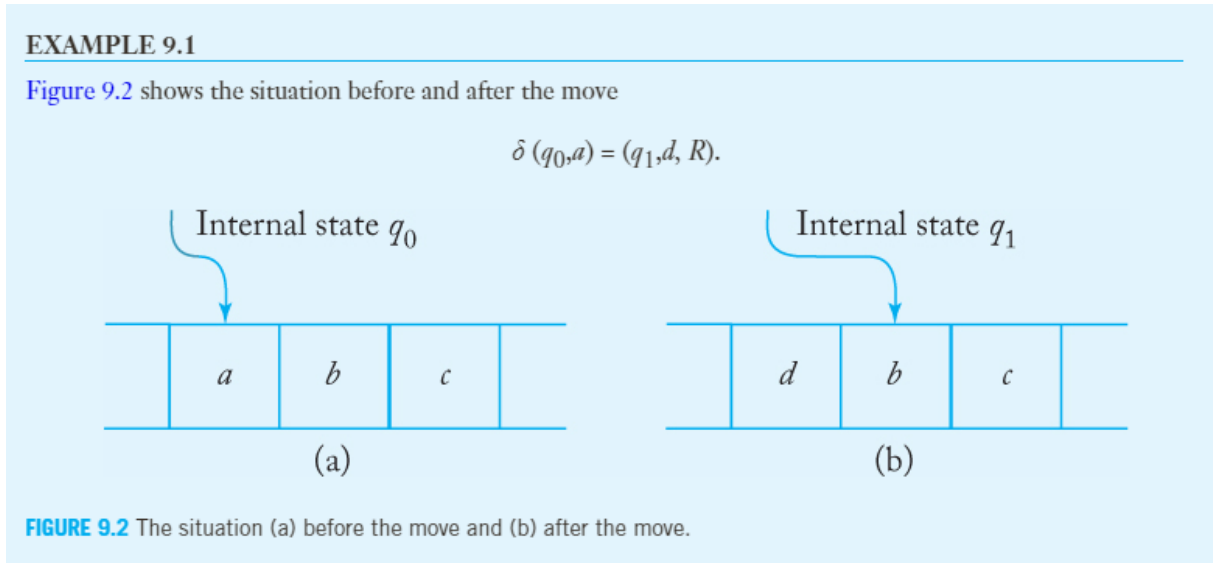 EXAMPLE 9.1
Figure 9.2 shows the situation before and after the move
δ (q₀,a) = (q₁,d, R).
Internal state q₀
Internal state q₁
a b c
d b c
(a)
(b)
FIGURE 9.2 The situation (a) before the move and (b) after the move.